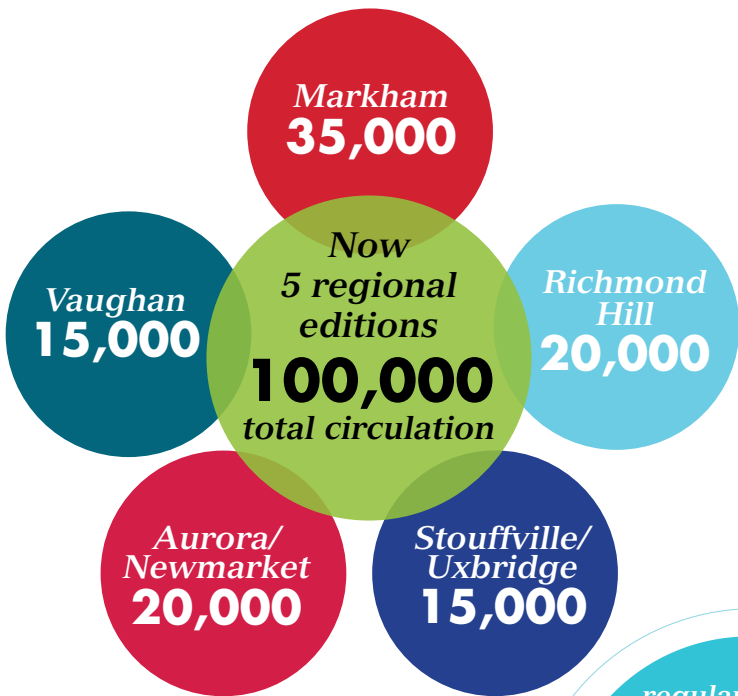 Markham
35,000
Now
5 regional
editions
100,000
total circulation
Vaughan
15,000
Richmond
Hill
20,000
Aurora/
Newmarket
20,000
Stouffville/
Uxbridge
15,000